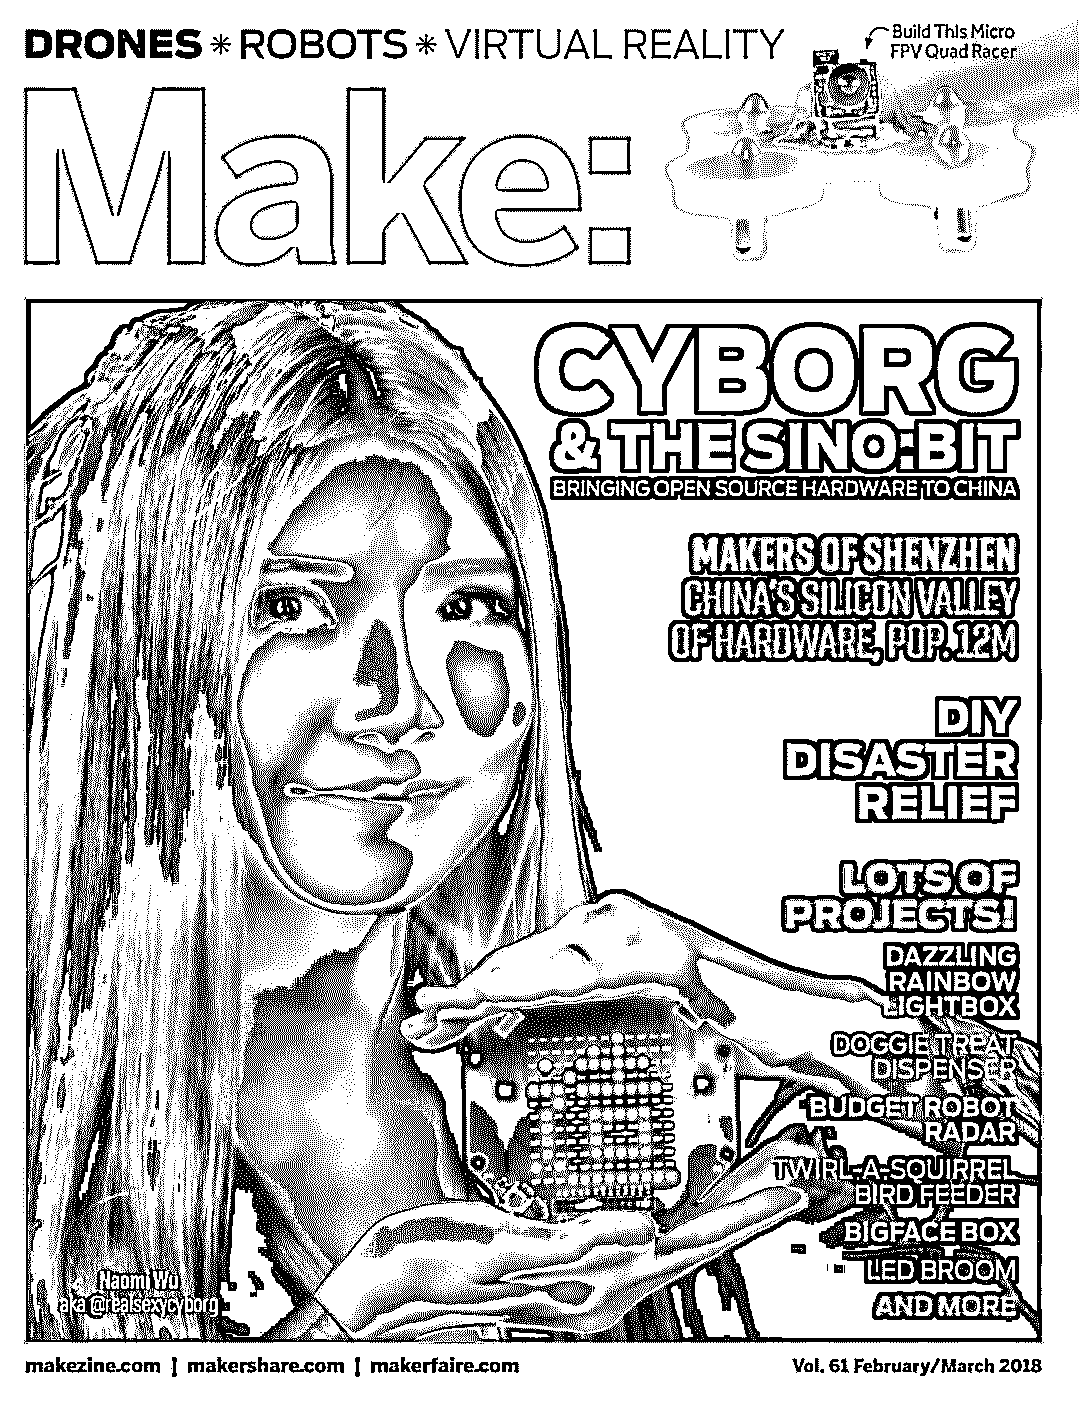 DRONES * ROBOTS * VIRTUAL REALITY
Build This Micro
FPV Quad Racer
Make:
CYBORG
& THE SINO:BIT
BRINGING OPEN SOURCE HARDWARE TO CHINA
MAKERS OF SHENZHEN
CHINA'S SILICON VALLEY
OF HARDWARE, POP. 12M
DIY
DISASTER
RELIEF
LOTS OF
PROJECTS!
DAZZLING
RAINBOW
LIGHTBOX
DOGGIE TREAT
DISPENSER
BUDGET ROBOT
RADAR
TWIRL-A-SQUIRREL
BIRD FEEDER
BIGFACE BOX
LED BROOM
AND MORE
Naomi Wu
aka @realsexycyborg
makezine.com | makershare.com | makerfaire.com
Vol. 61 February/March 2018